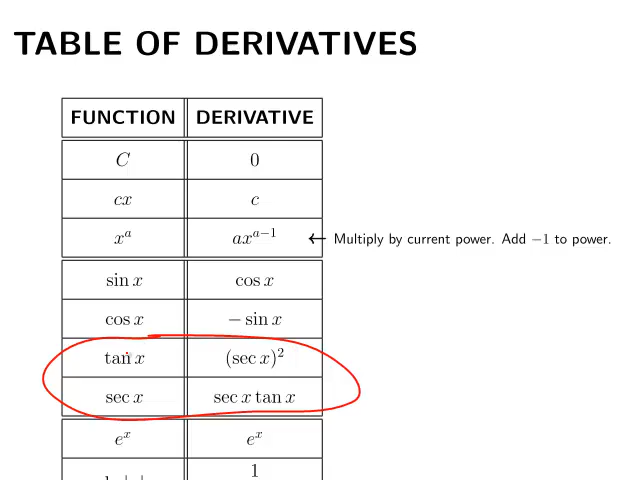 TABLE OF DERIVATIVES
FUNCTION DERIVATIVE
C 0
cx c
x^a ax^{a−1} ← Multiply by current power. Add −1 to power.
sin x cos x
cos x − sin x
tan x (sec x)^2
sec x sec x tan x
e^x e^x
1